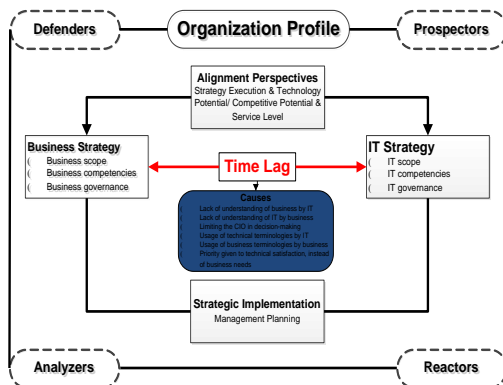 Defenders
Organization Profile
Prospectors
Alignment Perspectives
Strategy Execution & Technology
Potential/ Competitive Potential &
Service Level
Business Strategy
( Business scope
( Business competencies
( Business governance
Time Lag
IT Strategy
( IT scope
( IT competencies
( IT governance
Causes
( Lack of understanding of business by IT
( Lack of understanding of IT by business
( Limiting the CIO in decision-making
( Usage of technical terminologies by IT
( Usage of business terminologies by business
( Priority given to technical satisfaction, instead
of business needs
Strategic Implementation
Management Planning
Analyzers
Reactors